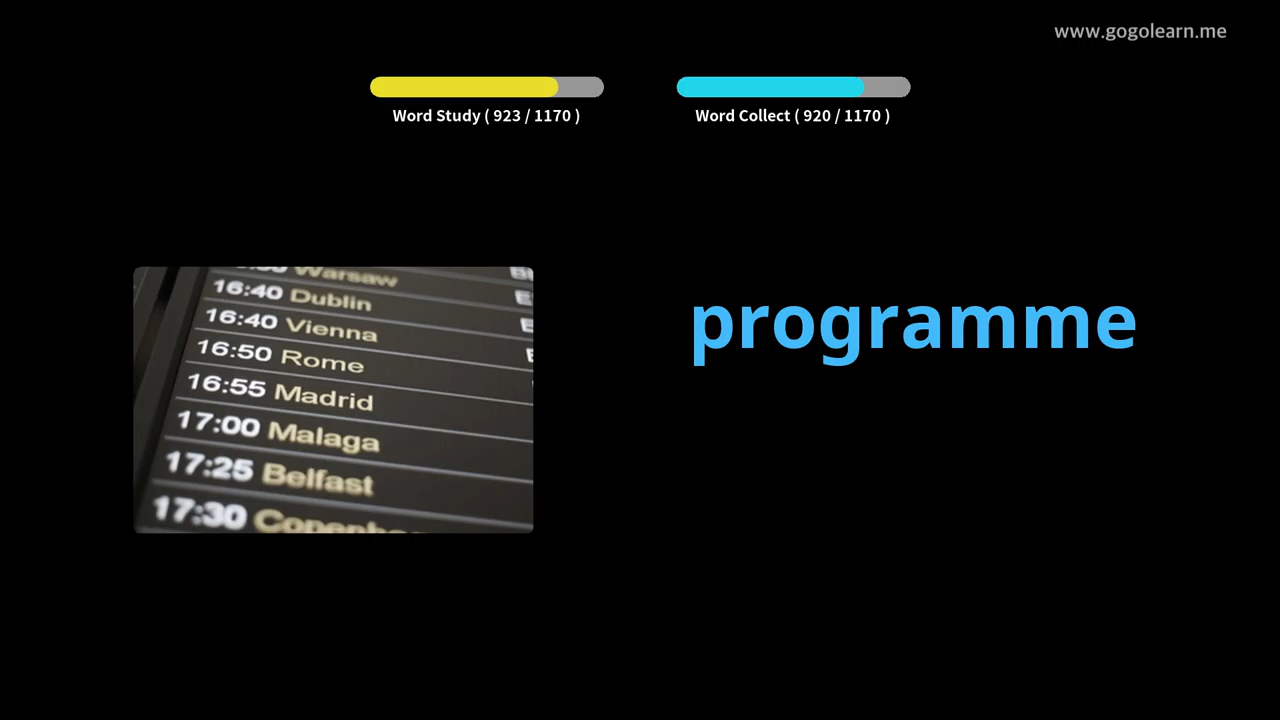 www.gogolearn.me
Word Study ( 923 / 1170 )
Word Collect ( 920 / 1170 )
programme
Warsaw
16:40 Dublin
16:40 Vienna
16:50 Rome
16:55 Madrid
17:00 Malaga
17:25 Belfast
17:30